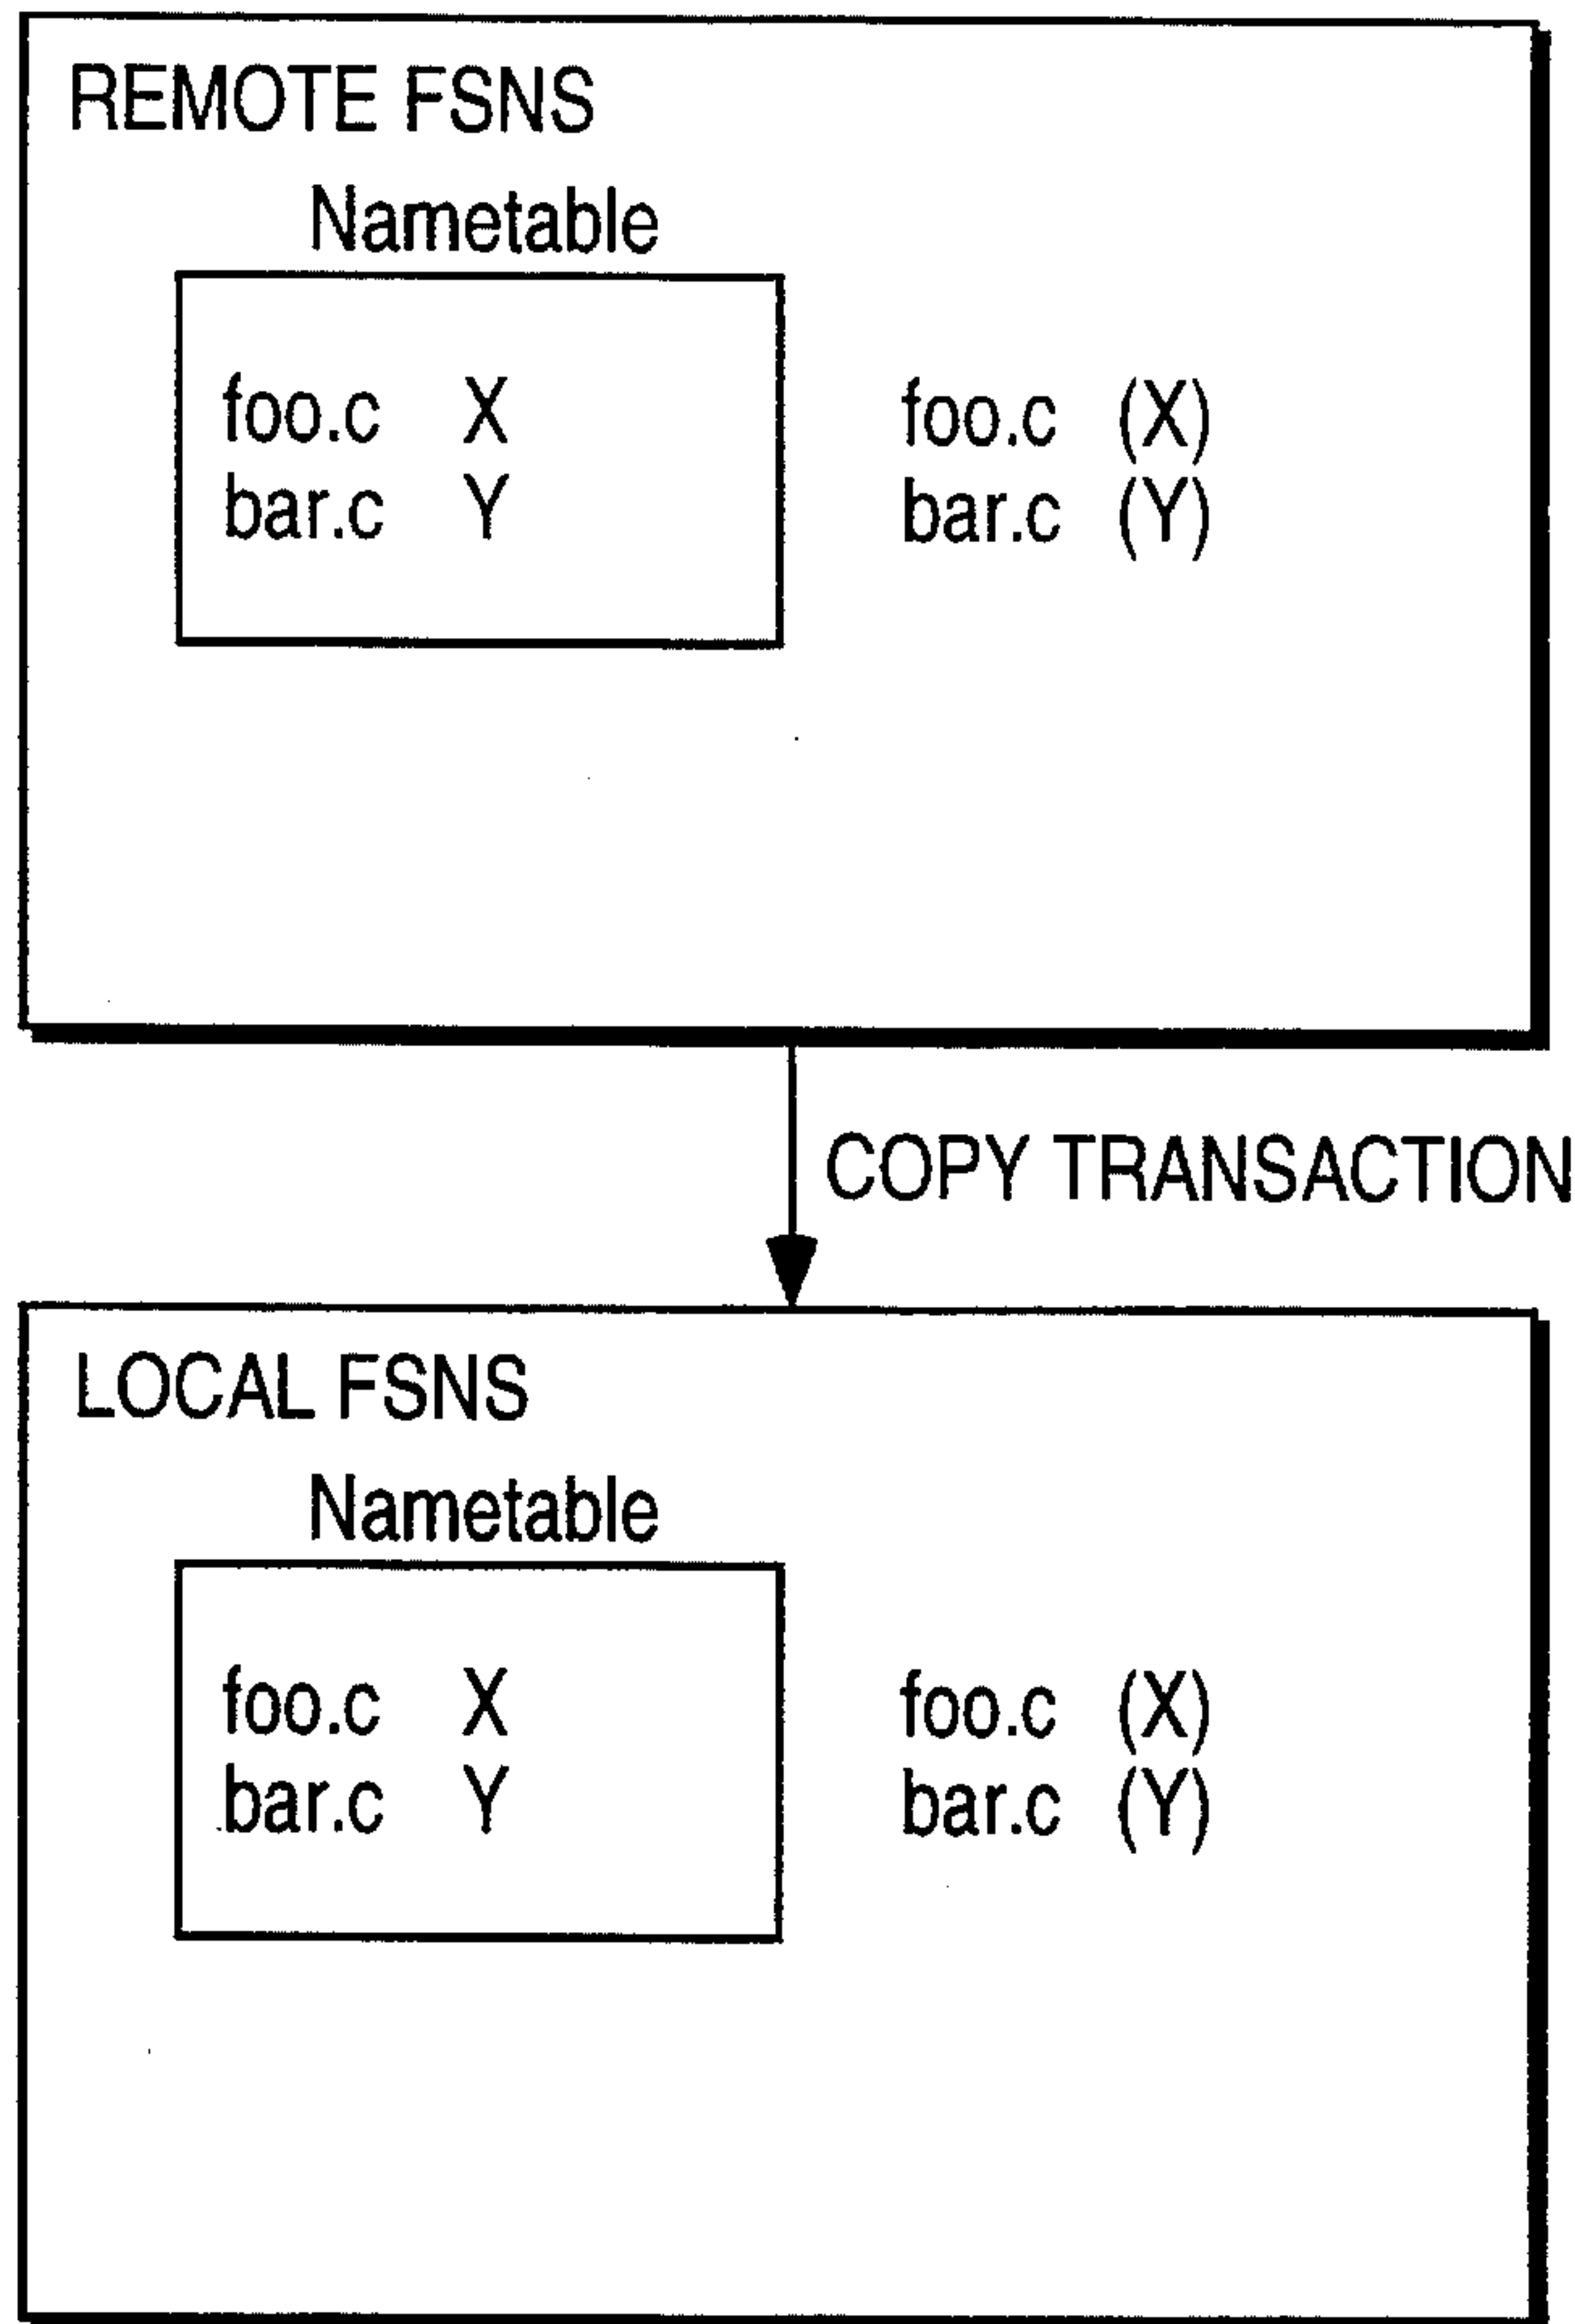 REMOTE FSNS
Nametable
foo.c X foo.c (X)
bar.c Y bar.c (Y)
COPY TRANSACTION
LOCAL FSNS
Nametable
foo.c X foo.c (X)
bar.c Y bar.c (Y)